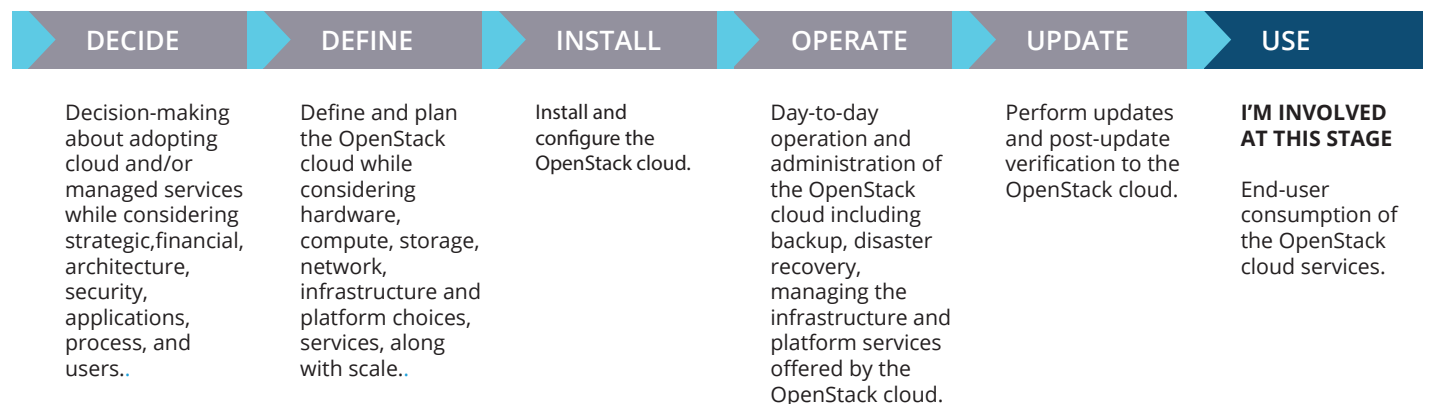 DECIDE
DEFINE
INSTALL
OPERATE
UPDATE
USE
Decision-making
about adopting
cloud and/or
managed services
while considering
strategic,financial,
architecture,
security,
applications,
process, and
users..
Define and plan
the OpenStack
cloud while
considering
hardware,
compute, storage,
network,
infrastructure and
platform choices,
services, along
with scale..
Install and
configure the
OpenStack cloud.
Day-to-day
operation and
administration of
the OpenStack
cloud including
backup, disaster
recovery,
managing the
infrastructure and
platform services
offered by the
OpenStack cloud.
Perform updates
and post-update
verification to the
OpenStack cloud.
I’M INVOLVED
AT THIS STAGE
End-user
consumption of
the OpenStack
cloud services.